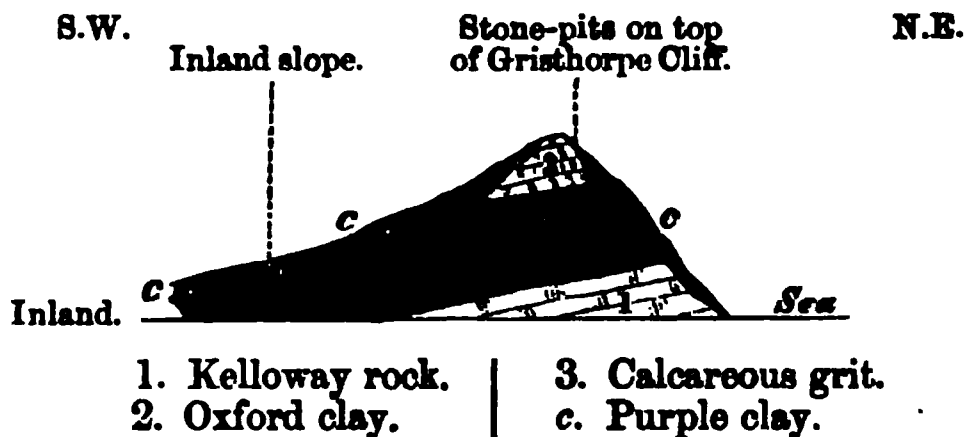 S.W.
Stone-pits on top
N.E.
Inland slope.
of Gristhorpe Cliff.
c
c
c
1
Inland.
Sea
1. Kelloway rock.
3. Calcareous grit.
2. Oxford clay.
c. Purple clay.